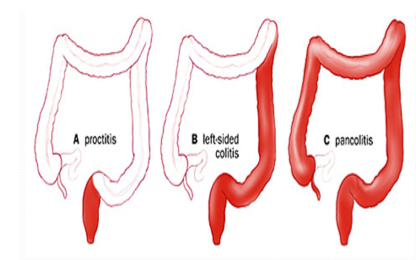 A proctitis
B left-sided
colitis
C pancolitis